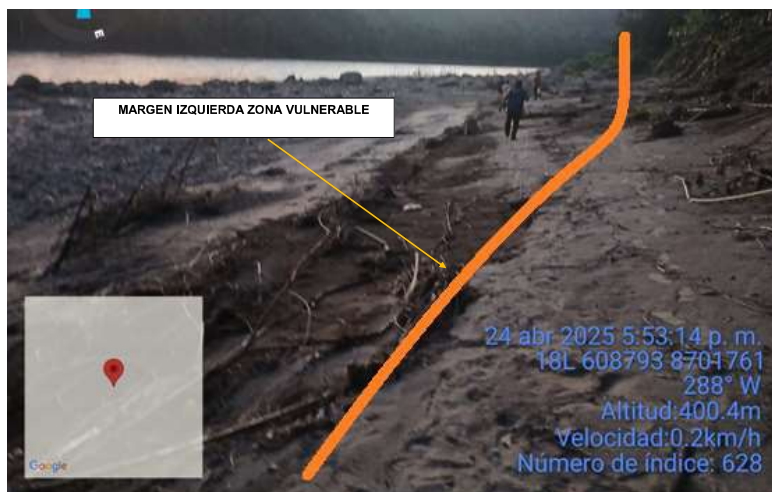 E
MARGEN IZQUIERDA ZONA VULNERABLE
24 abr 2025 5:53:14 p. m.
18L 608793 8701761
288° W
Altitud:400.4m
Velocidad:0.2km/h
Número de índice: 628
Google